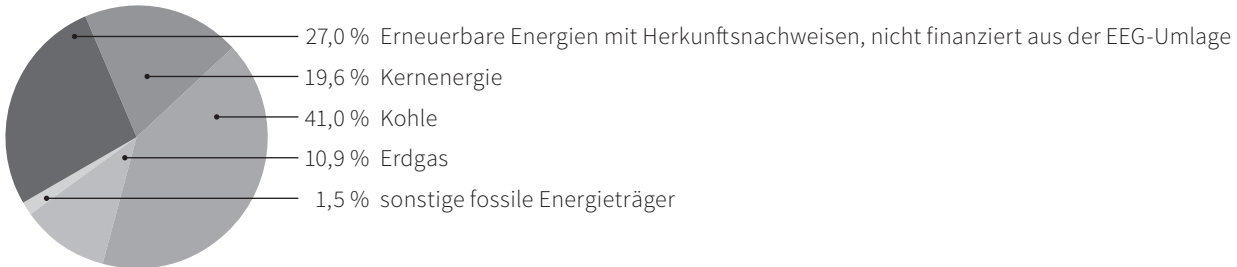 27,0 % Erneuerbare Energien mit Herkunftsnachweisen, nicht finanziert aus der EEG-Umlage
19,6 % Kernenergie
41,0 % Kohle
10,9 % Erdgas
1,5 % sonstige fossile Energieträger